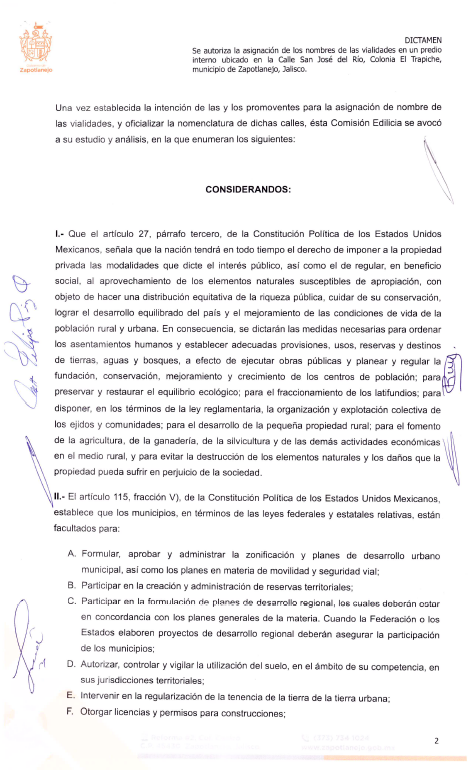 Zapotlanejo
DICTAMEN
Se autoriza la asignación de los nombres de las vialidades en un predio
interno ubicado en la Calle San José del Río, Colonia El Trapiche,
municipio de Zapotlanejo, Jalisco.
Una vez establecida la intención de las y los promoventes para la asignación de nombre de
las vialidades, y oficializar la nomenclatura de dichas calles, ésta Comisión Edilicia se avocó
a su estudio y análisis, en la que enumeran los siguientes:
CONSIDERANDOS:
I.- Que el artículo 27, párrafo tercero, de la Constitución Política de los Estados Unidos
Mexicanos, señala que la nación tendrá en todo tiempo el derecho de imponer a la propiedad
privada las modalidades que dicte el interés público, así como el de regular, en beneficio
social, al aprovechamiento de los elementos naturales susceptibles de apropiación, con
objeto de hacer una distribución equitativa de la riqueza pública, cuidar de su conservación,
lograr el desarrollo equilibrado del país y el mejoramiento de las condiciones de vida de la
población rural y urbana. En consecuencia, se dictarán las medidas necesarias para ordenar
los asentamientos humanos y establecer adecuadas provisiones, usos, reservas y destinos
de tierras, aguas y bosques, a efecto de ejecutar obras públicas y planear y regular la
fundación, conservación, mejoramiento y crecimiento de los centros de población; para
preservar y restaurar el equilibrio ecológico; para el fraccionamiento de los latifundios; para
disponer, en los términos de la ley reglamentaria, la organización y explotación colectiva de
los ejidos y comunidades; para el desarrollo de la pequeña propiedad rural; para el fomento
de la agricultura, de la ganadería, de la silvicultura y de las demás actividades económicas
en el medio rural, y para evitar la destrucción de los elementos naturales y los daños que la
propiedad pueda sufrir en perjuicio de la sociedad.
II.- El artículo 115, fracción V), de la Constitución Política de los Estados Unidos Mexicanos,
establece que los municipios, en términos de las leyes federales y estatales relativas, están
facultados para:
A. Formular, aprobar y administrar la zonificación y planes de desarrollo urbano
municipal, así como los planes en materia de movilidad y seguridad vial;
B. Participar en la creación y administración de reservas territoriales;
C. Participar en la formulación de planes de desarrollo regional, los cuales deberán estar
en concordancia con los planes generales de la materia. Cuando la Federación o los
Estados elaboren proyectos de desarrollo regional deberán asegurar la participación
de los municipios;
D. Autorizar, controlar y vigilar la utilización del suelo, en el ámbito de su competencia, en
sus jurisdicciones territoriales;
E. Intervenir en la regularización de la tenencia de la tierra de la tierra urbana;
F. Otorgar licencias y permisos para construcciones;
2
www.zapotlanejo.gob.mx